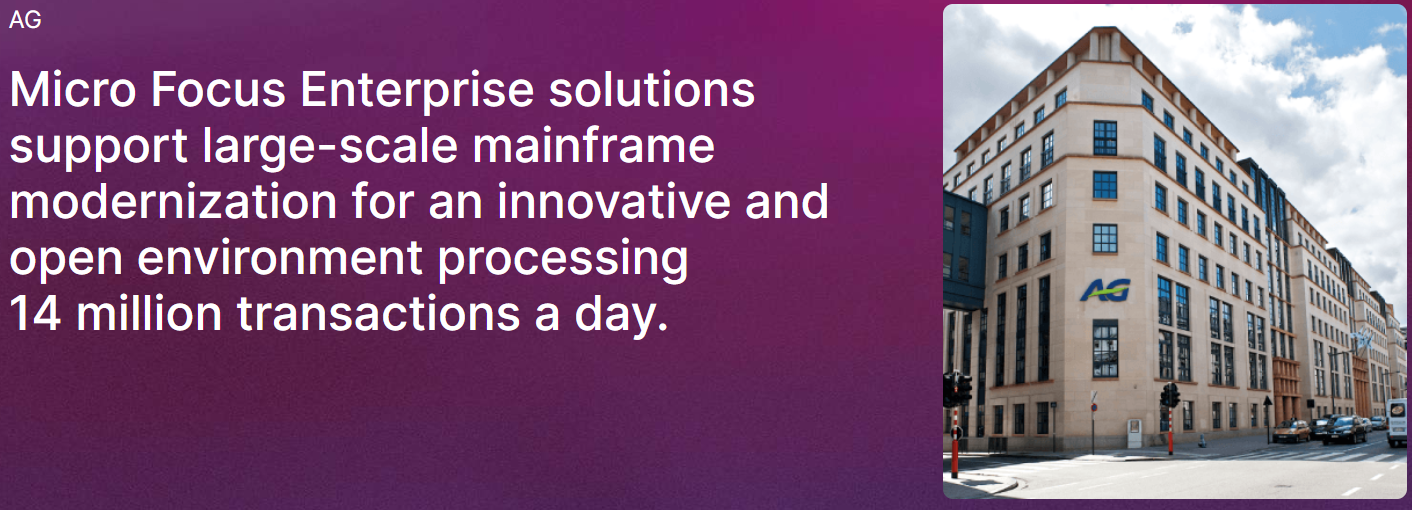 AG
Micro Focus Enterprise solutions
support large-scale mainframe
modernization for an innovative and
open environment processing
14 million transactions a day.
AG